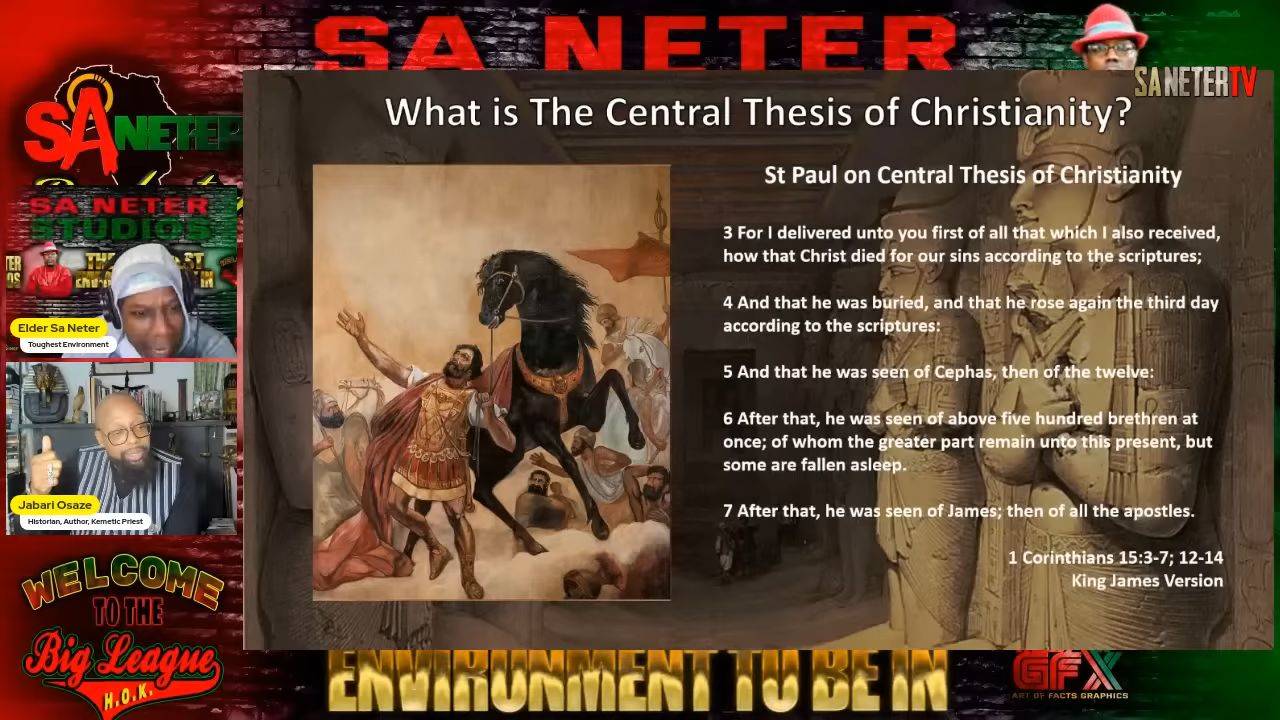 SA NETER
SANETERTV
SANETER
What is The Central Thesis of Christianity?
St Paul on Central Thesis of Christianity
3 For I delivered unto you first of all that which I also received,
how that Christ died for our sins according to the scriptures;
4 And that he was buried, and that he rose again the third day
according to the scriptures:
5 And that he was seen of Cephas, then of the twelve:
6 After that, he was seen of above five hundred brethren at
once; of whom the greater part remain unto this present, but
some are fallen asleep.
7 After that, he was seen of James; then of all the apostles.
1 Corinthians 15:3-7; 12-14
King James Version
SA NETER
STUDIOS
Elder Sa Neter
Toughest Environment
Jabari Osaze
Historian, Author, Kemetic Priest
WELCOME
TO THE
Big League
H.O.K.
ENVIRONMENT TO BE IN
GFX
ART OF FACTS GRAPHICS